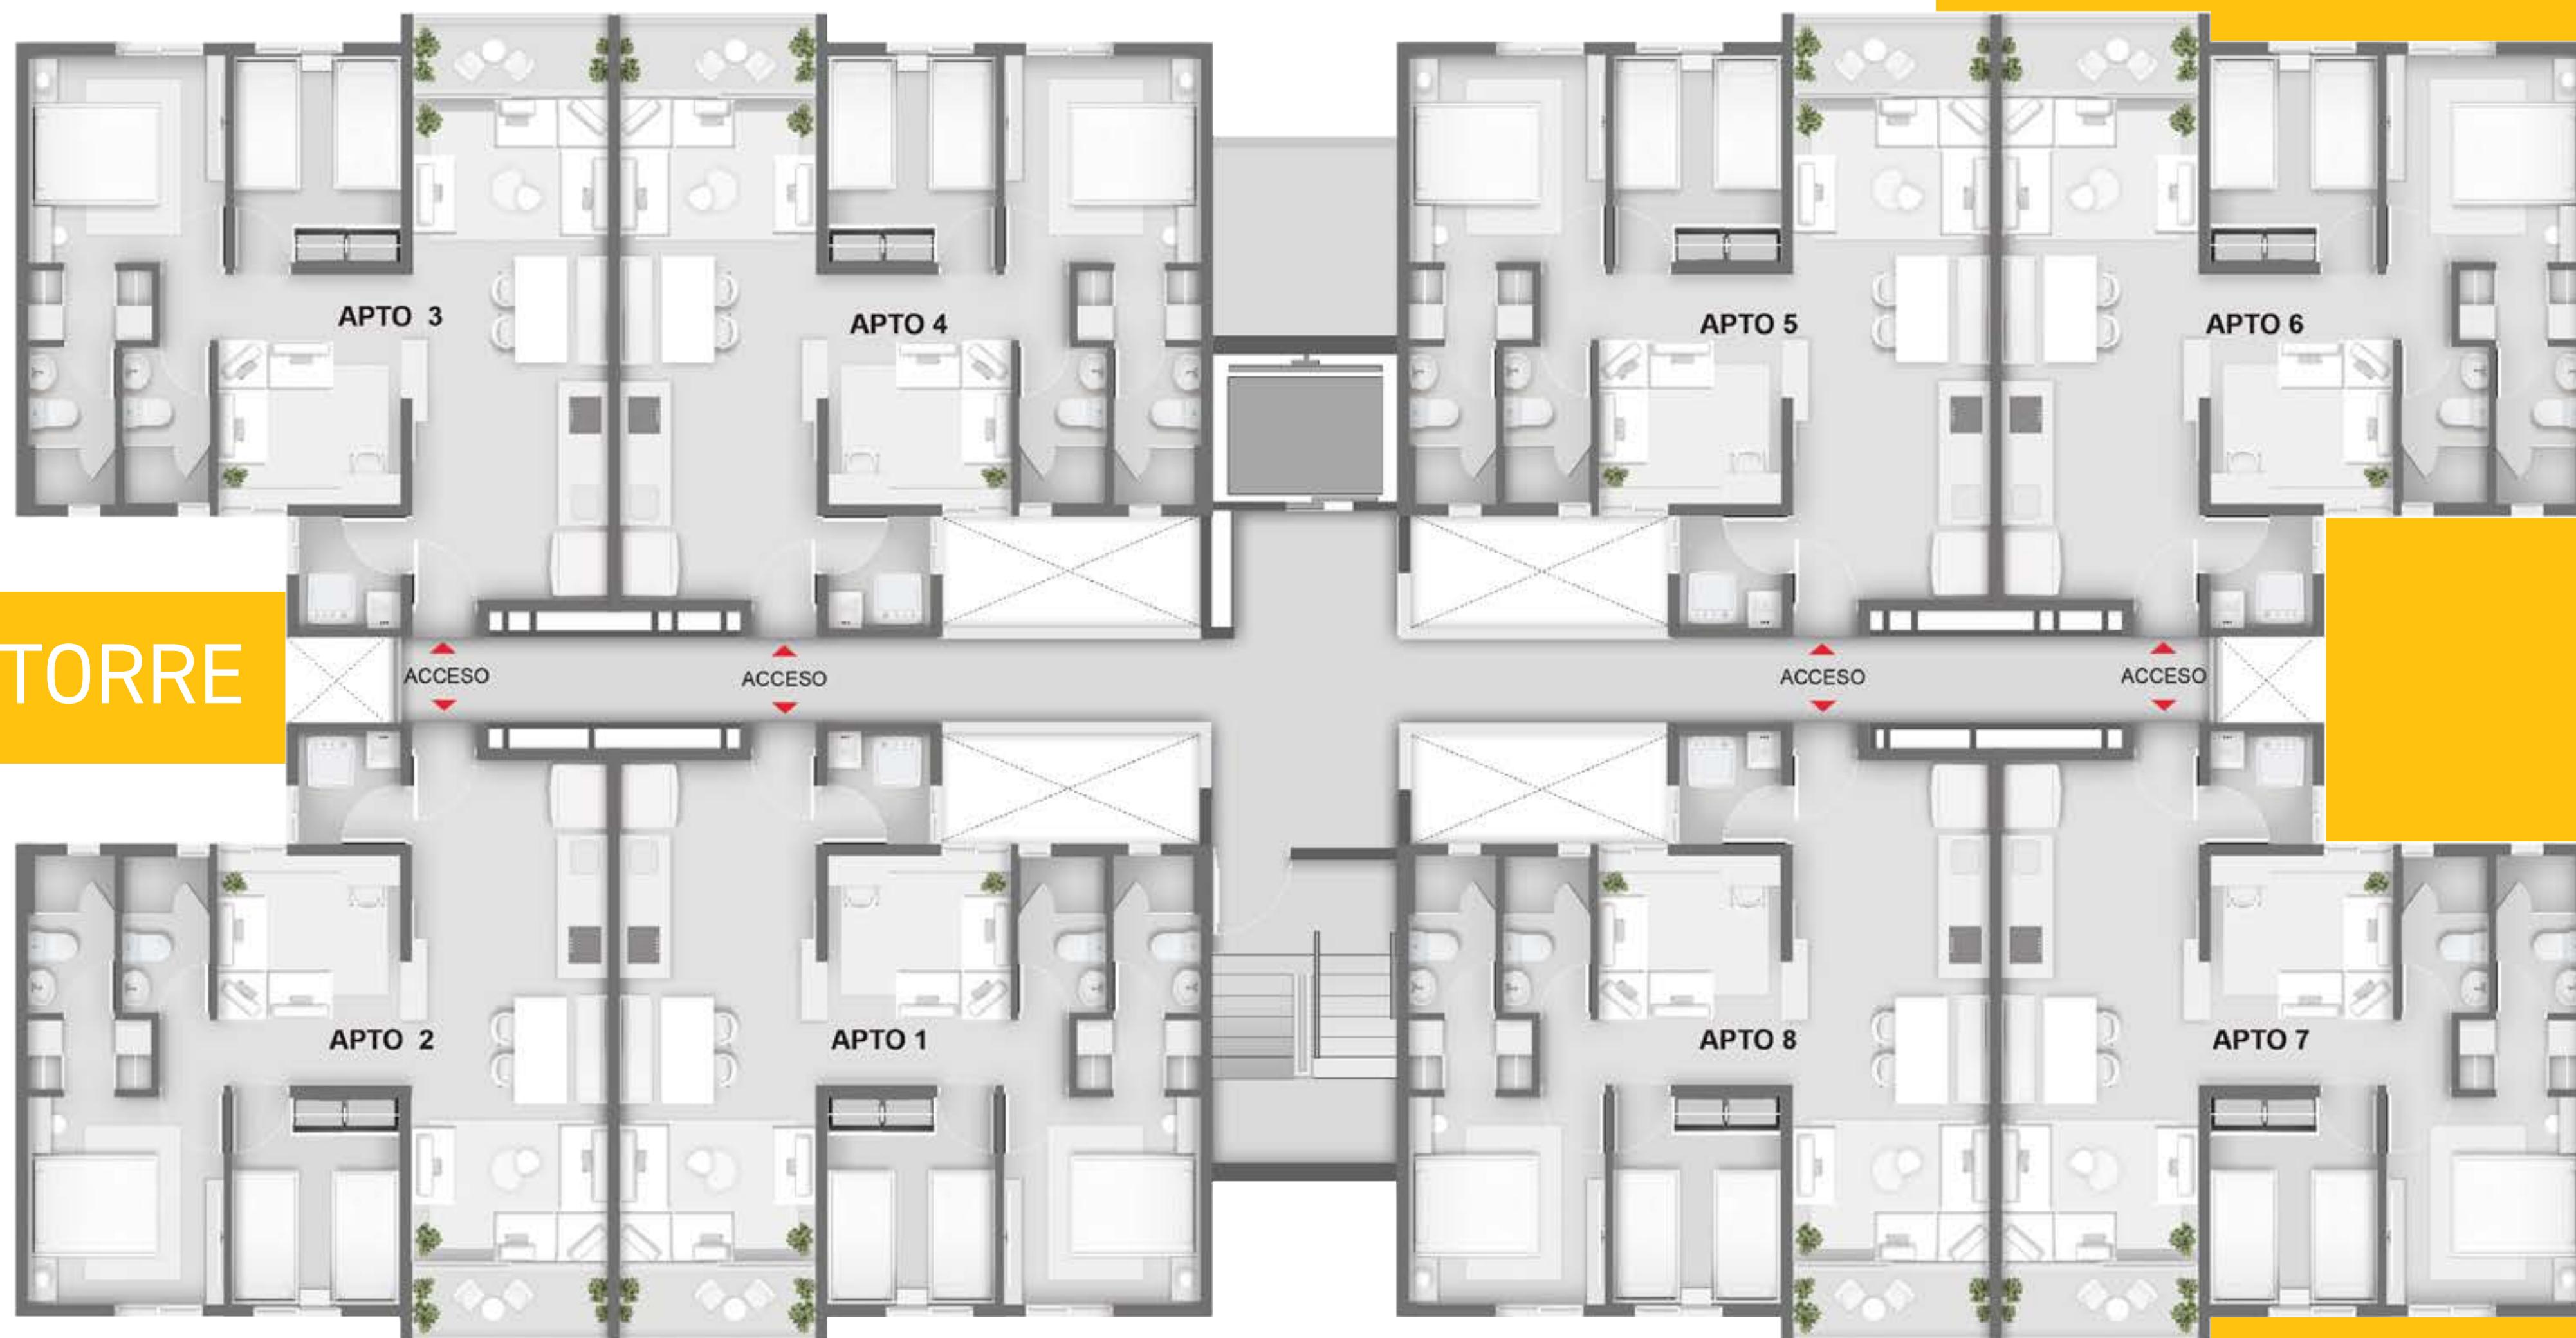 APTO 3
APTO 4
APTO 5
APTO 6
TORRE
ACCESO
ACCESO
ACCESO
ACCESO
APTO 2
APTO 1
APTO 8
APTO 7